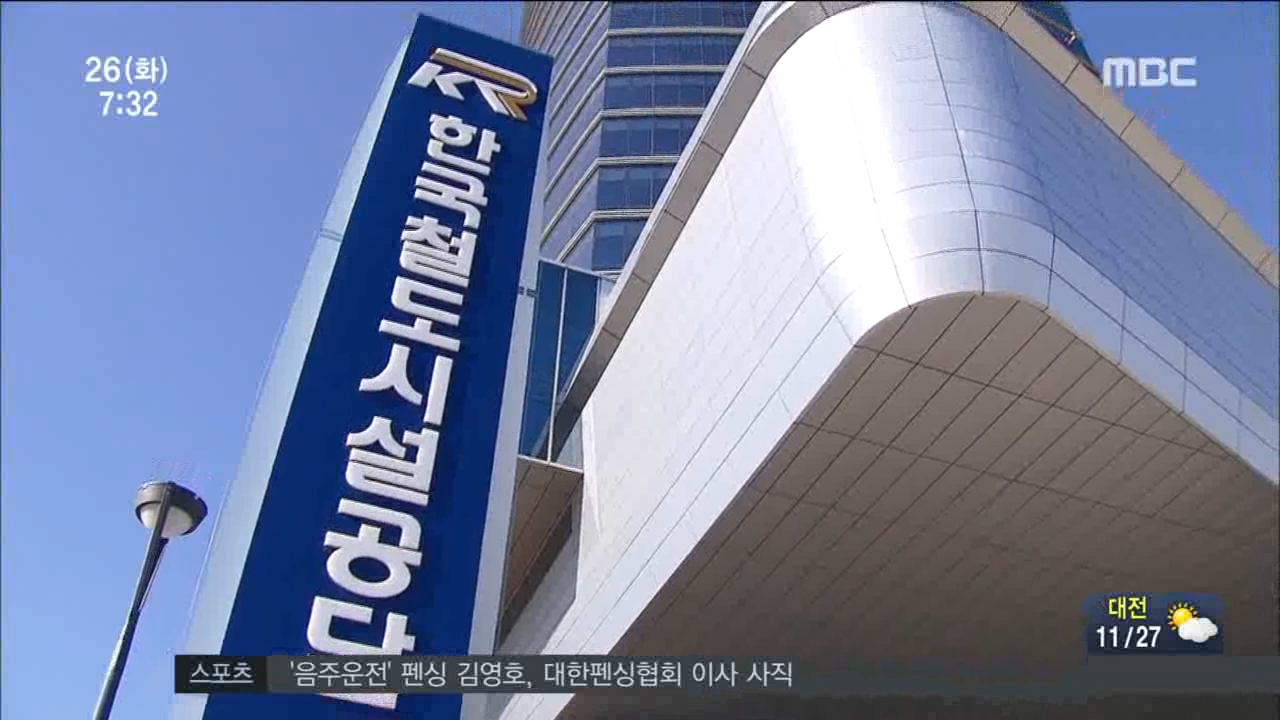 26(화)
7:32
MBC
KR
한국철도시설공단
대전
11/27
스포츠 '음주운전' 펜싱 김영호, 대한펜싱협회 이사 사직